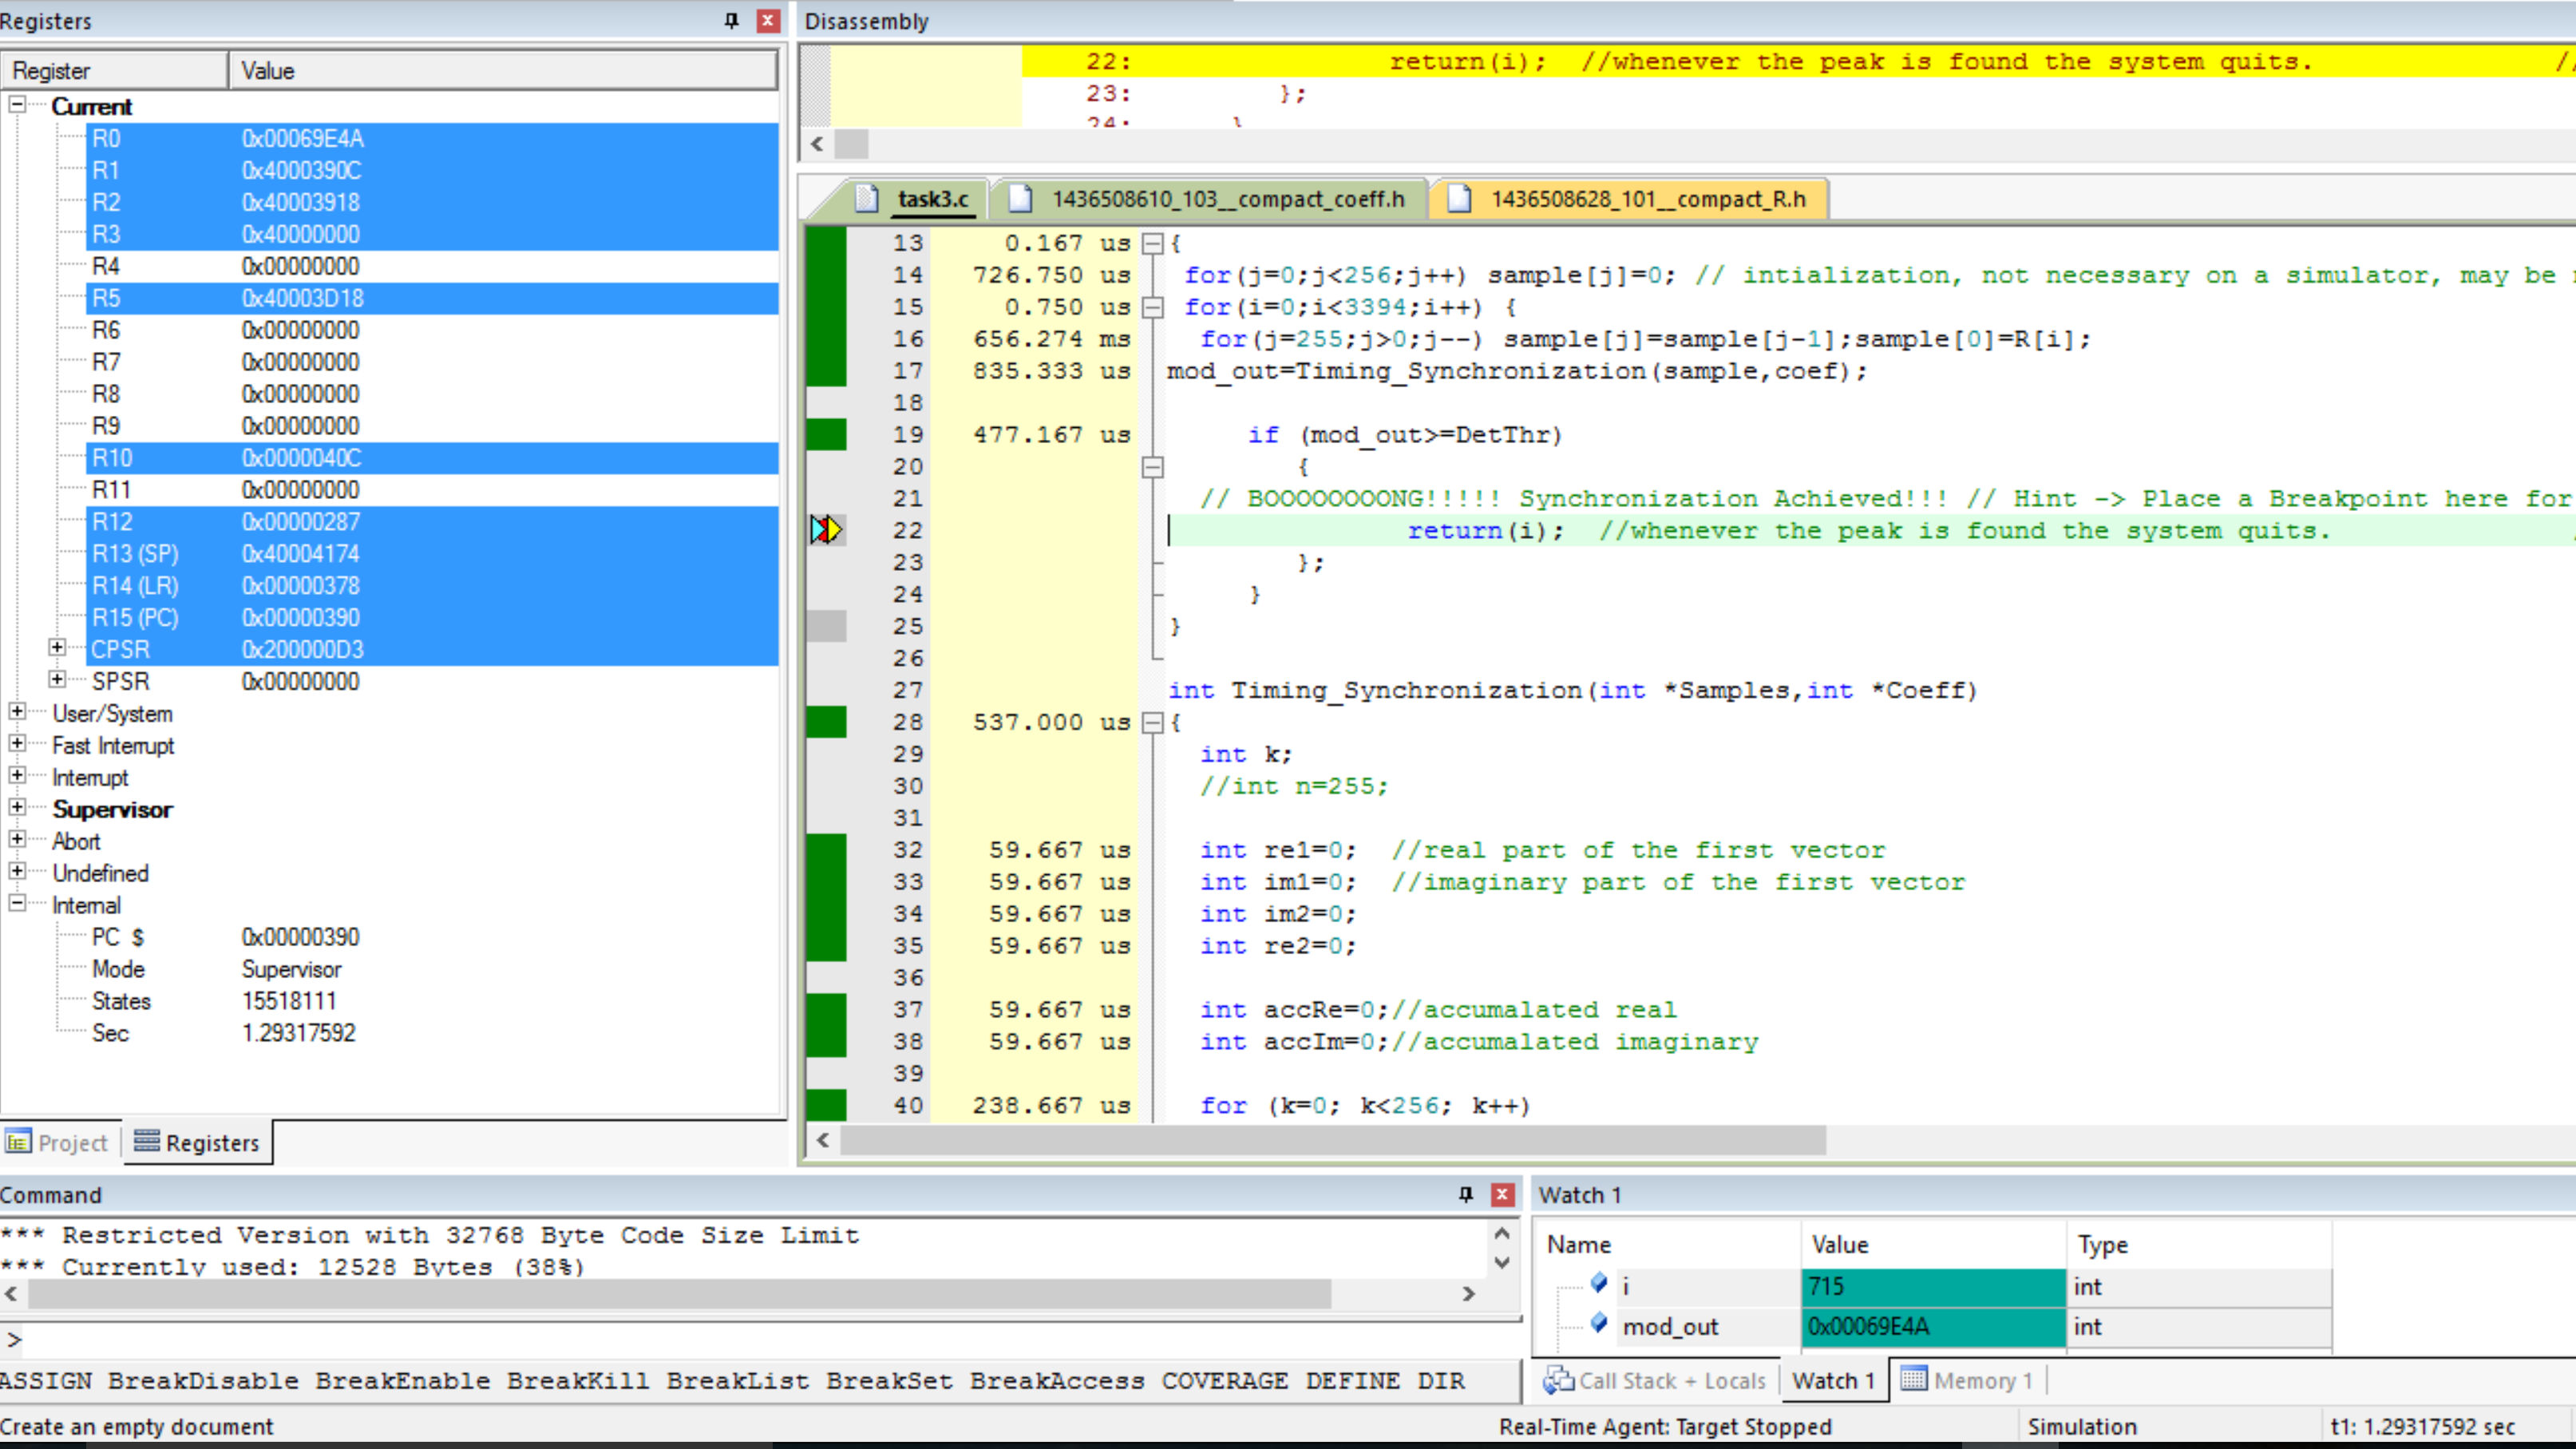 Registers
Register Value
Current
R0 0x00069E4A
R1 0x4000390C
R2 0x40003918
R3 0x40000000
R4 0x00000000
R5 0x40003D18
R6 0x00000000
R7 0x00000000
R8 0x00000000
R9 0x00000000
R10 0x0000040C
R11 0x00000000
R12 0x00000287
R13 (SP) 0x40004174
R14 (LR) 0x00000378
R15 (PC) 0x00000390
CPSR 0x200000D3
SPSR 0x00000000
User/System
Fast Interrupt
Interrupt
Supervisor
Abort
Undefined
Internal
PC $ 0x00000390
Mode Supervisor
States 15518111
Sec 1.29317592
Project Registers
Disassembly
22: return(i); //whenever the peak is found the system quits. //
23: };
24: }
task3.c 1436508610_103__compact_coeff.h 1436508628_101__compact_R.h
13 0.167 us {
14 726.750 us for(j=0;j<256;j++) sample[j]=0; // intialization, not necessary on a simulator, may be
15 0.750 us for(i=0;i<3394;i++) {
16 656.274 ms for(j=255;j>0;j--) sample[j]=sample[j-1];sample[0]=R[i];
17 835.333 us mod_out=Timing_Synchronization(sample,coef);
18
19 477.167 us if (mod_out>=DetThr)
20 {
21 // BOOOOOOOONG!!!!! Synchronization Achieved!!! // Hint -> Place a Breakpoint here for
22 return(i); //whenever the peak is found the system quits.
23 };
24 }
25 }
26
27 int Timing_Synchronization(int *Samples,int *Coeff)
28 537.000 us {
29 int k;
30 //int n=255;
31
32 59.667 us int re1=0; //real part of the first vector
33 59.667 us int im1=0; //imaginary part of the first vector
34 59.667 us int im2=0;
35 59.667 us int re2=0;
36
37 59.667 us int accRe=0;//accumalated real
38 59.667 us int accIm=0;//accumalated imaginary
39
40 238.667 us for (k=0; k<256; k++)
Command
*** Restricted Version with 32768 Byte Code Size Limit
*** Currently used: 12528 Bytes (38%)
>
ASSIGN BreakDisable BreakEnable BreakKill BreakList BreakSet BreakAccess COVERAGE DEFINE DIR
Watch 1
Name Value Type
i 715 int
mod_out 0x00069E4A int
Call Stack + Locals Watch 1 Memory 1
Create an empty document Real-Time Agent: Target Stopped Simulation t1: 1.29317592 sec